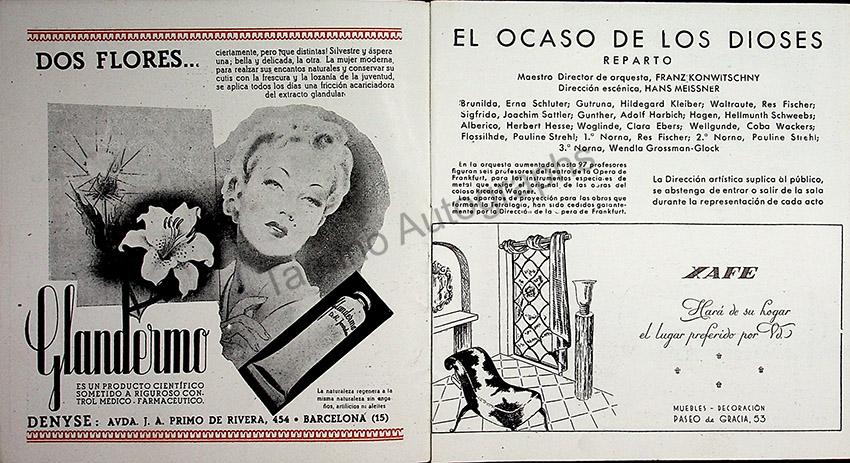 DOS FLORES...
ciertamente, pero ¡que distintas! Silvestre y áspera
una; bella y delicada, la otra. La mujer moderna,
para realzar sus encantos naturales y conservar su
cutis con la frescura y la lozanía de la juventud,
se aplica todos los días una fricción acariciadora
del extracto glandular.
Glandermo
ES UN PRODUCTO CIENTÍFICO
SOMETIDO A RIGUROSO CON-
TROL MEDICO - FARMACEUTICO.
Glandermo
La naturaleza regenera a la
misma naturaleza sin enga-
ños, artificios ni afeites
DENYSE: AVDA. J. A. PRIMO DE RIVERA, 454 • BARCELONA (15)
EL OCASO DE LOS DIOSES
REPARTO
Maestro Director de orquesta, FRANZ KONWITSCHNY
Dirección escénica, HANS MEISSNER
Brunilda, Erna Schluter; Gutruna, Hildegard Kleiber; Waltraute, Res Fischer;
Sigfrido, Joachim Sattler; Gunther, Adolf Harbich; Hagen, Hellmuth Schweebs;
Alberico, Herbert Hesse; Woglinde, Clara Ebers; Wellgunde, Coba Wackers;
Flossilhde, Pauline Strehl; 1.ª Norna, Res Fischer; 2.ª Norna, Pauline Strehl;
3.ª Norna, Wendla Grossman-Glock
En la orquesta aumentada hasta 97 profesores
figuran seis profesores del Teatro de la Opera de
Frankfurt, para los instrumentos especiales de
metal que exige el original de las obras del
coloso Ricardo Wagner.
Los aparatos de proyección para las obras que
forman la Tetralogía, han sido cedidos galante-
mente por la Dirección de la Opera de Frankfurt.
La Dirección artística suplica al público,
se abstenga de entrar o salir de la sala
durante la representación de cada acto
XAFE
Hará de su hogar
el lugar preferido por Vd.
MUEBLES - DECORACIÓN
PASEO de GRACIA, 53
Tamino Autographs